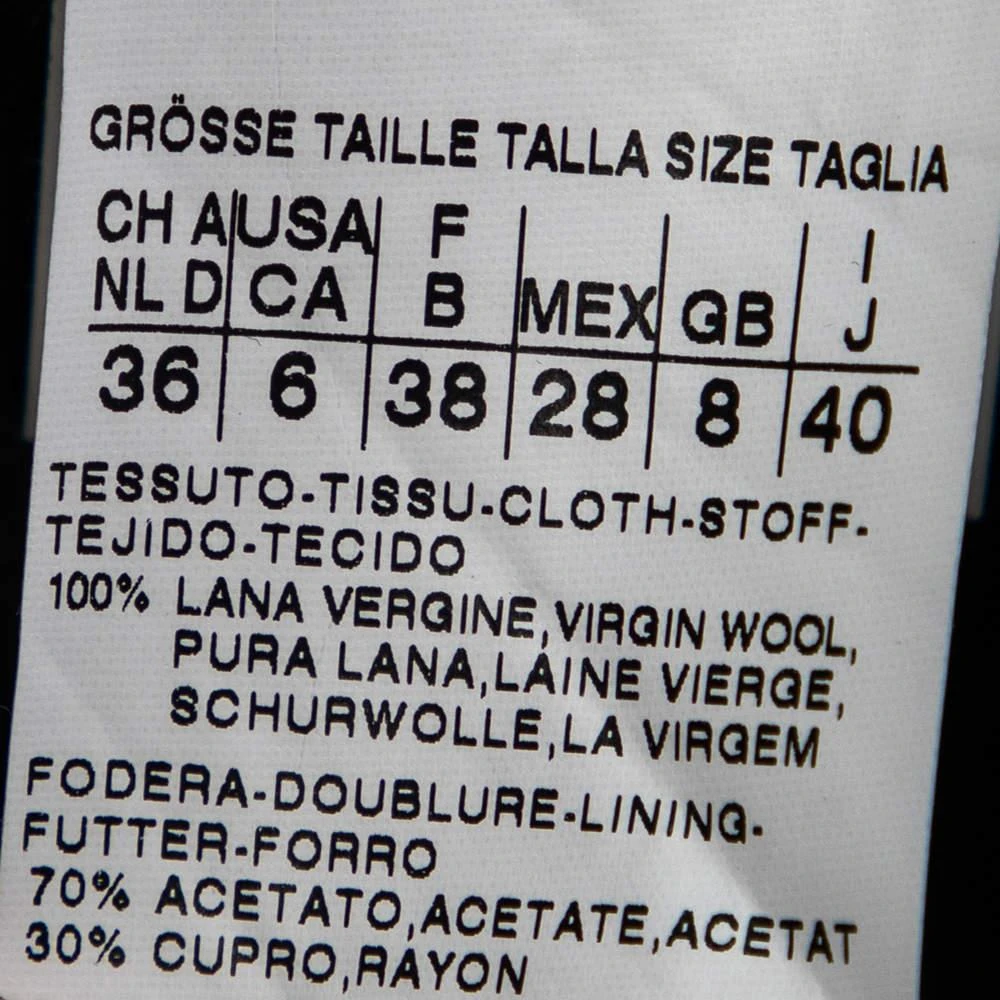 GRÖSSE TAILLE TALLA SIZE TAGLIA
CH A USA F I
NL D CA B MEX GB J
36 6 38 28 8 40
TESSUTO-TISSU-CLOTH-STOFF-
TEJIDO-TECIDO
100% LANA VERGINE,VIRGIN WOOL,
PURA LANA,LAINE VIERGE,
SCHURWOLLE,LA VIRGEM
FODERA-DOUBLURE-LINING-
FUTTER-FORRO
70% ACETATO,ACETATE,ACETAT
30% CUPRO,RAYON